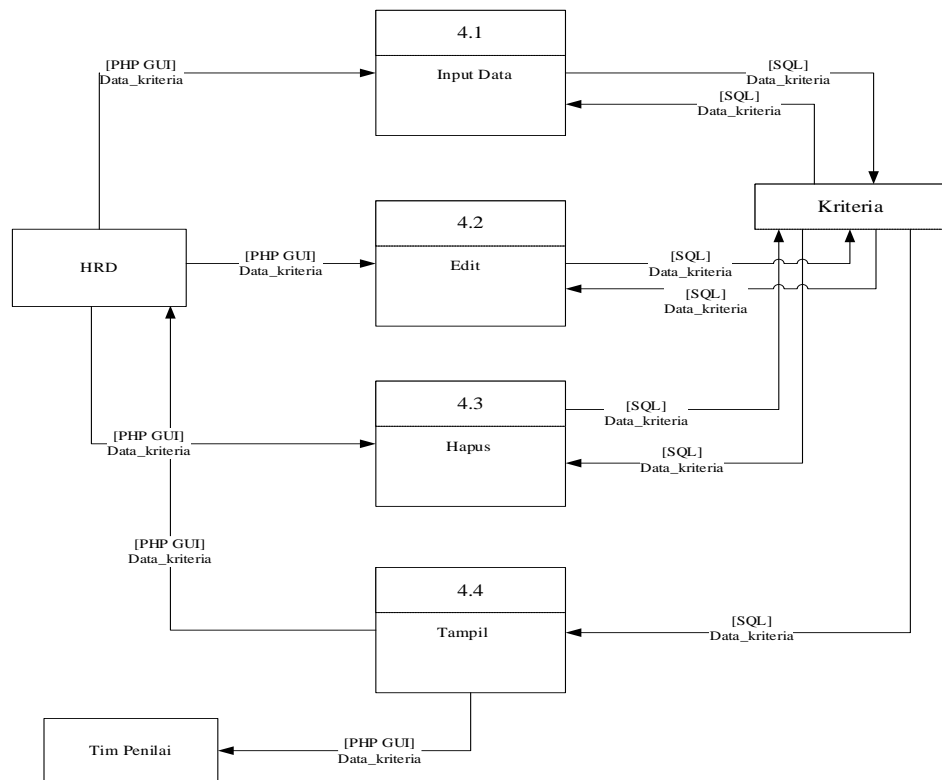 4.1
Input Data
[PHP GUI]
Data_kriteria
[SQL]
Data_kriteria
[SQL]
Data_kriteria
Kriteria
4.2
Edit
HRD
[PHP GUI]
Data_kriteria
[SQL]
Data_kriteria
[SQL]
Data_kriteria
4.3
Hapus
[PHP GUI]
Data_kriteria
[SQL]
Data_kriteria
[SQL]
Data_kriteria
[PHP GUI]
Data_kriteria
4.4
Tampil
[SQL]
Data_kriteria
Tim Penilai
[PHP GUI]
Data_kriteria